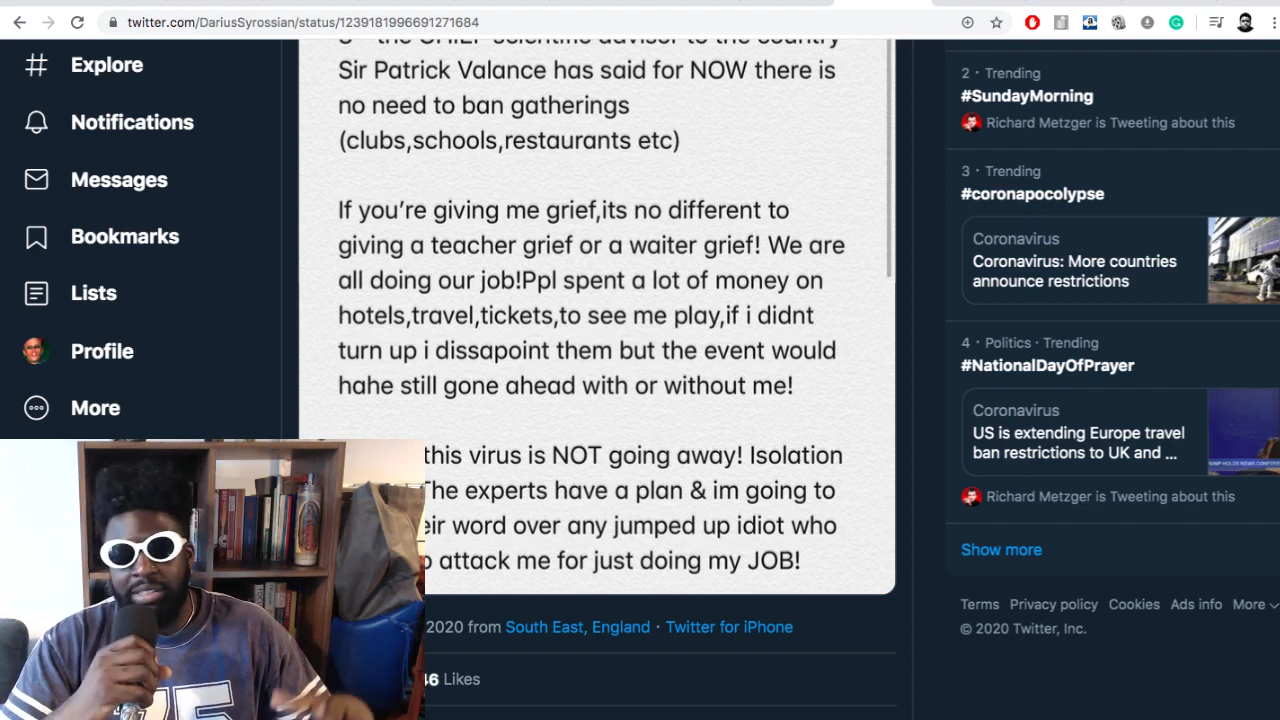 twitter.com/DariusSyrossian/status/1239181996691271684
Explore
Notifications
Messages
Bookmarks
Lists
Profile
More
Sir Patrick Valance has said for NOW there is
no need to ban gatherings
(clubs,schools,restaurants etc)
If you're giving me grief,its no different to
giving a teacher grief or a waiter grief! We are
all doing our job!Ppl spent a lot of money on
hotels,travel,tickets,to see me play,if i didnt
turn up i dissapoint them but the event would
hahe still gone ahead with or without me!
this virus is NOT going away! Isolation
The experts have a plan & im going to
word over any jumped up idiot who
attack me for just doing my JOB!
2020 from South East, England · Twitter for iPhone
Likes
2 · Trending
#SundayMorning
Richard Metzger is Tweeting about this
3 · Trending
#coronapocolypse
Coronavirus
Coronavirus: More countries
announce restrictions
4 · Politics · Trending
#NationalDayOfPrayer
Coronavirus
US is extending Europe travel
ban restrictions to UK and ...
Richard Metzger is Tweeting about this
Show more
Terms Privacy policy Cookies Ads info More
© 2020 Twitter, Inc.
75